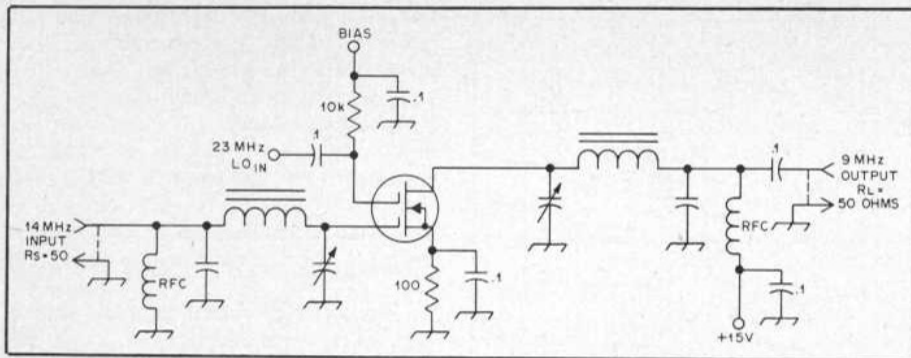 BIAS
.1
10k
.1
23 MHz
LO IN
14 MHz
INPUT
RS=50
RFC
100
.1
.1
9 MHz
OUTPUT
RL=
50 OHMS
RFC
.1
+15V